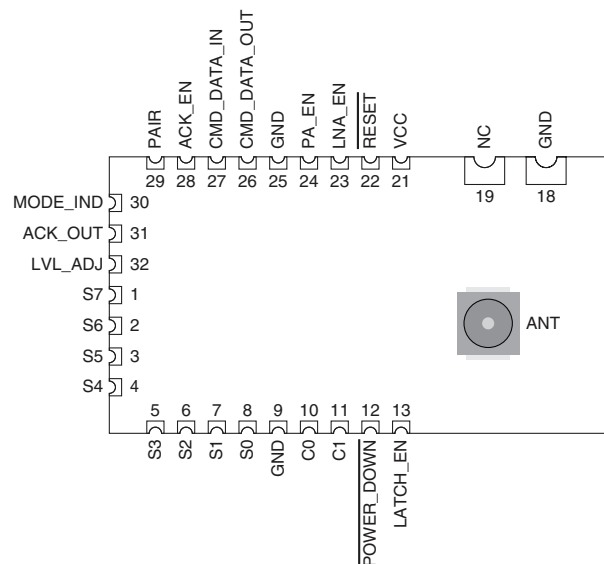 PAIR
ACK_EN
CMD_DATA_IN
CMD_DATA_OUT
GND
PA_EN
LNA_EN
RESET
VCC
NC
GND
29 28 27 26 25 24 23 22 21 19 18
MODE_IND 30
ACK_OUT 31
LVL_ADJ 32
S7 1
S6 2
S5 3
S4 4
ANT
5 6 7 8 9 10 11 12 13
S3
S2
S1
S0
GND
C0
C1
POWER_DOWN
LATCH_EN